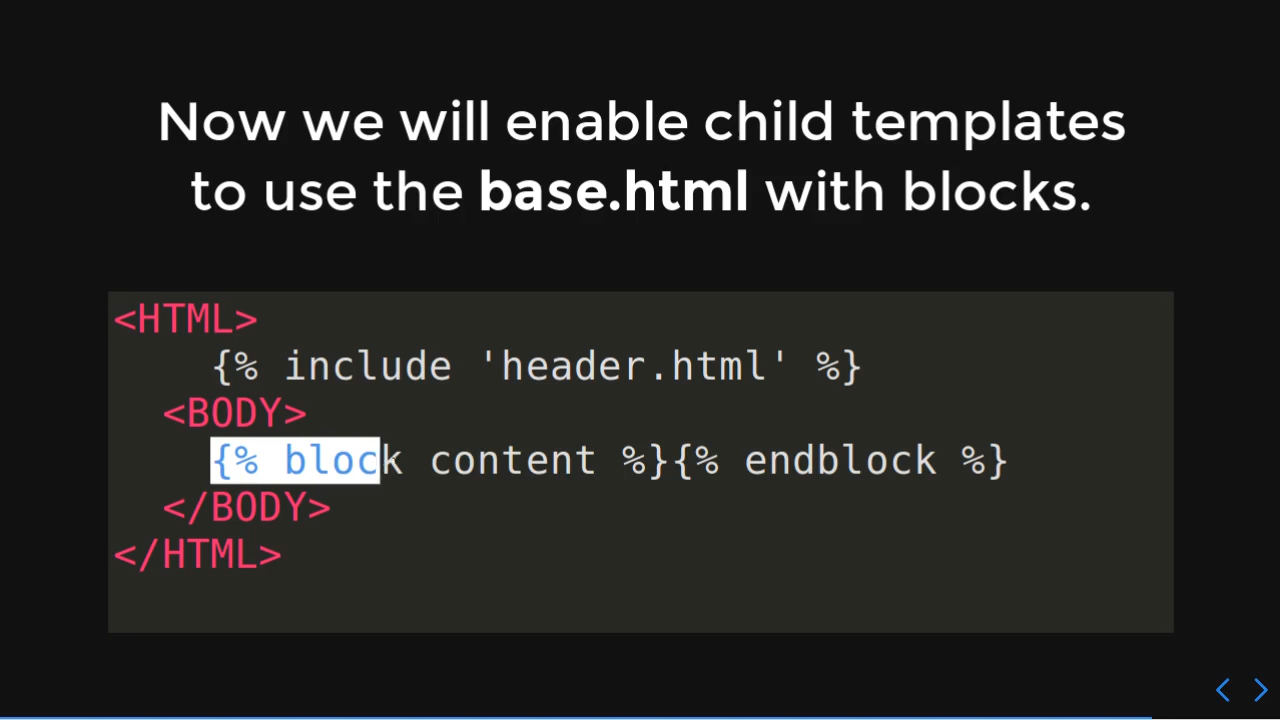 Now we will enable child templates
to use the base.html with blocks.
<HTML>
{% include 'header.html' %}
<BODY>
{% block content %}{% endblock %}
</BODY>
</HTML>